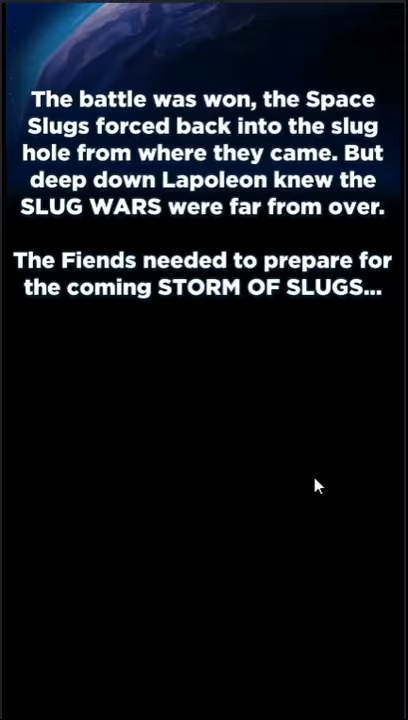 The battle was won, the Space
Slugs forced back into the slug
hole from where they came. But
deep down Lapoleon knew the
SLUG WARS were far from over.
The Fiends needed to prepare for
the coming STORM OF SLUGS...